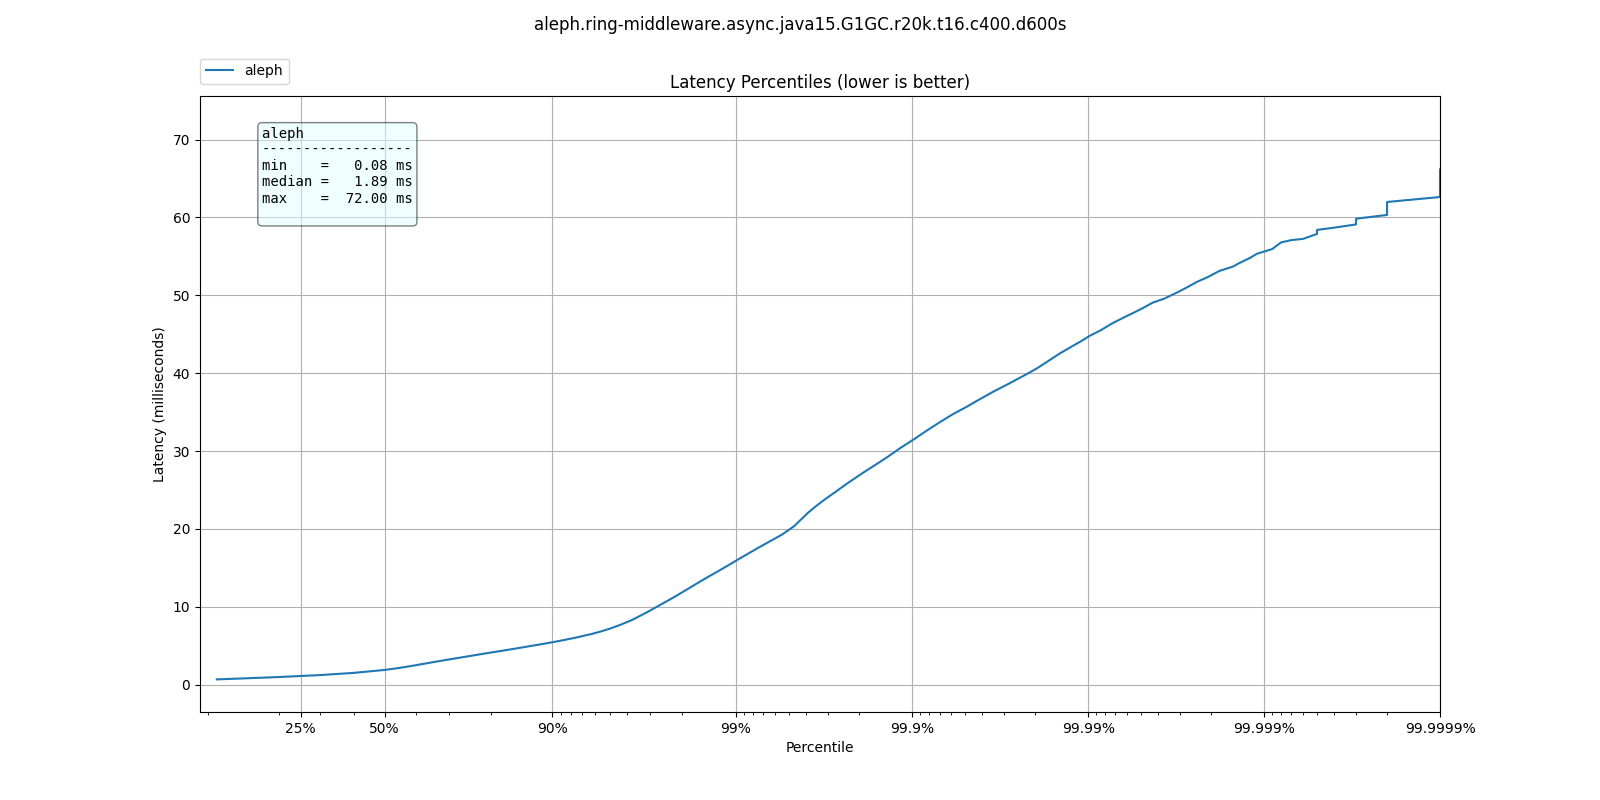 aleph.ring-middleware.async.java15.G1GC.r20k.t16.c400.d600s
aleph
Latency Percentiles (lower is better)
aleph
------------------
min    =   0.08 ms
median =   1.89 ms
max    =  72.00 ms
70
60
50
40
30
20
10
0
Latency (milliseconds)
25% 50% 90% 99% 99.9% 99.99% 99.999% 99.9999%
Percentile